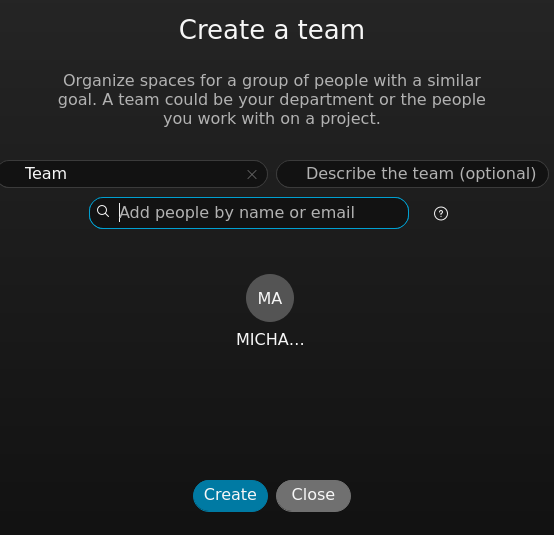 Create a team
Organize spaces for a group of people with a similar
goal. A team could be your department or the people
you work with on a project.
Team
Describe the team (optional)
Add people by name or email
MA
MICHA...
Create
Close